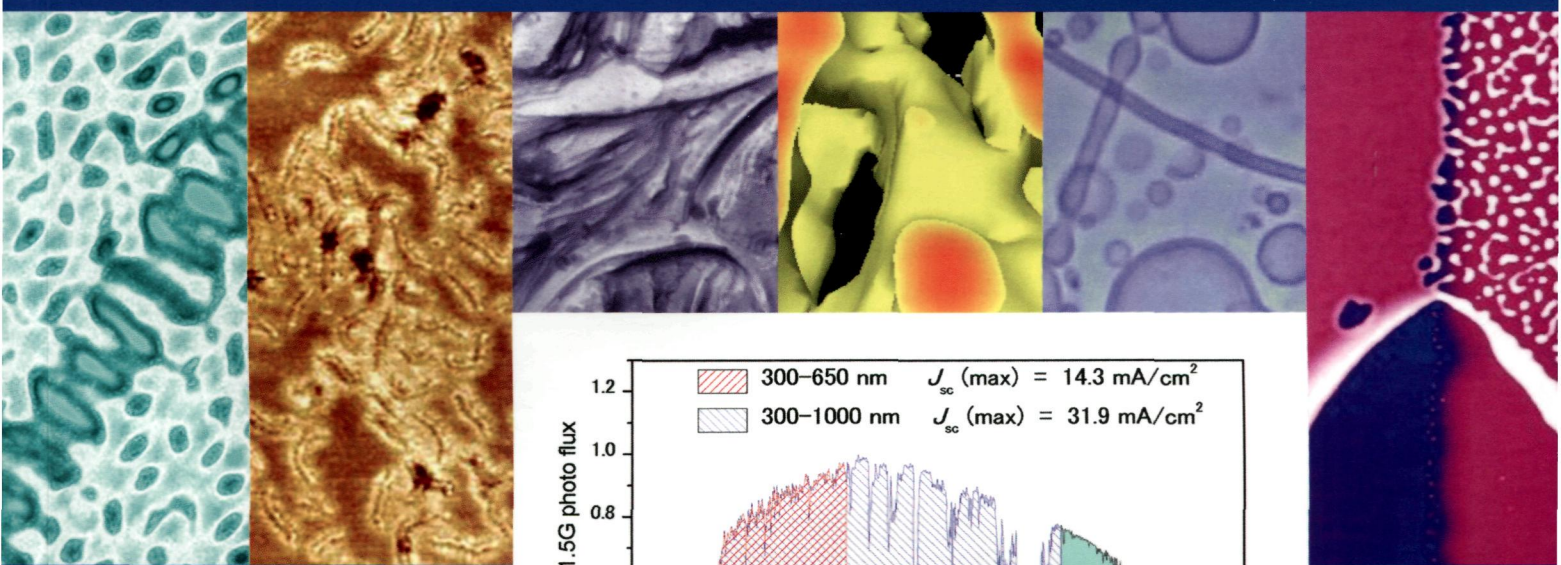 300-650 nm J_sc (max) = 14.3 mA/cm²
300-1000 nm J_sc (max) = 31.9 mA/cm²
1.2
1.0
0.8
1.5G photo flux